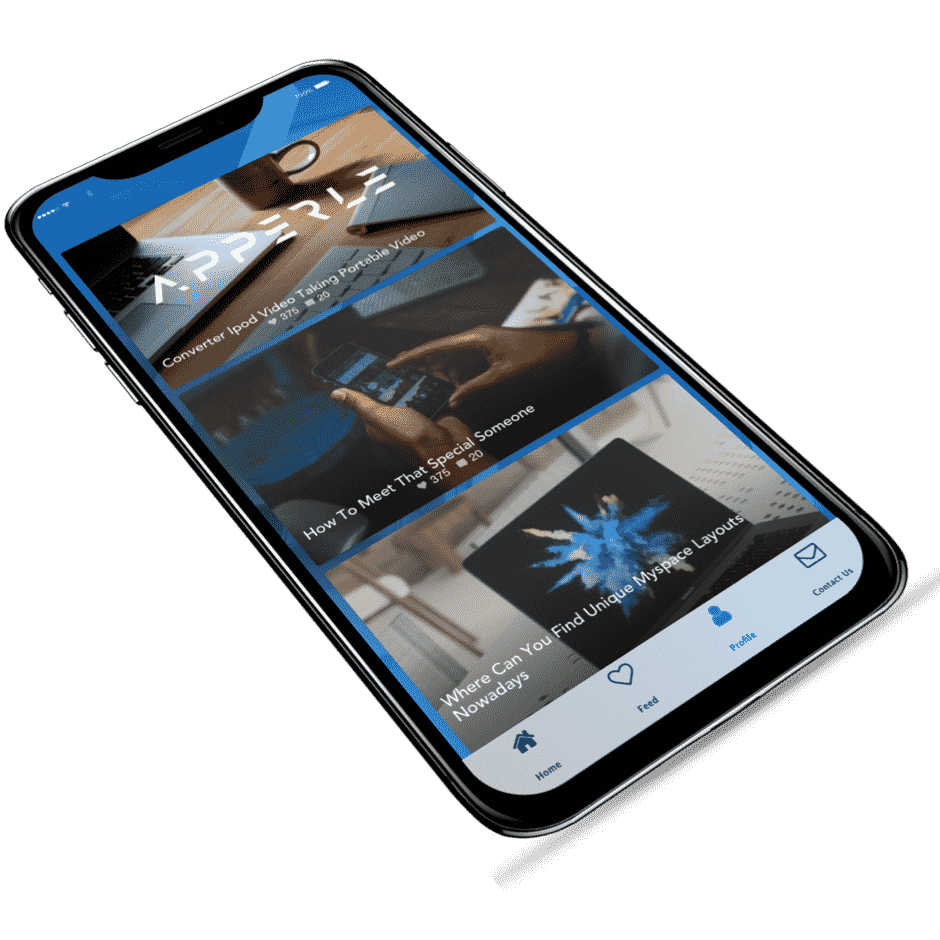 100%
APPERLE
Converter Ipod Video Taking Portable Video
375 20
How To Meet That Special Someone
375 20
Where Can You Find Unique Myspace Layouts
Nowadays
Home
Feed
Profile
Contact Us